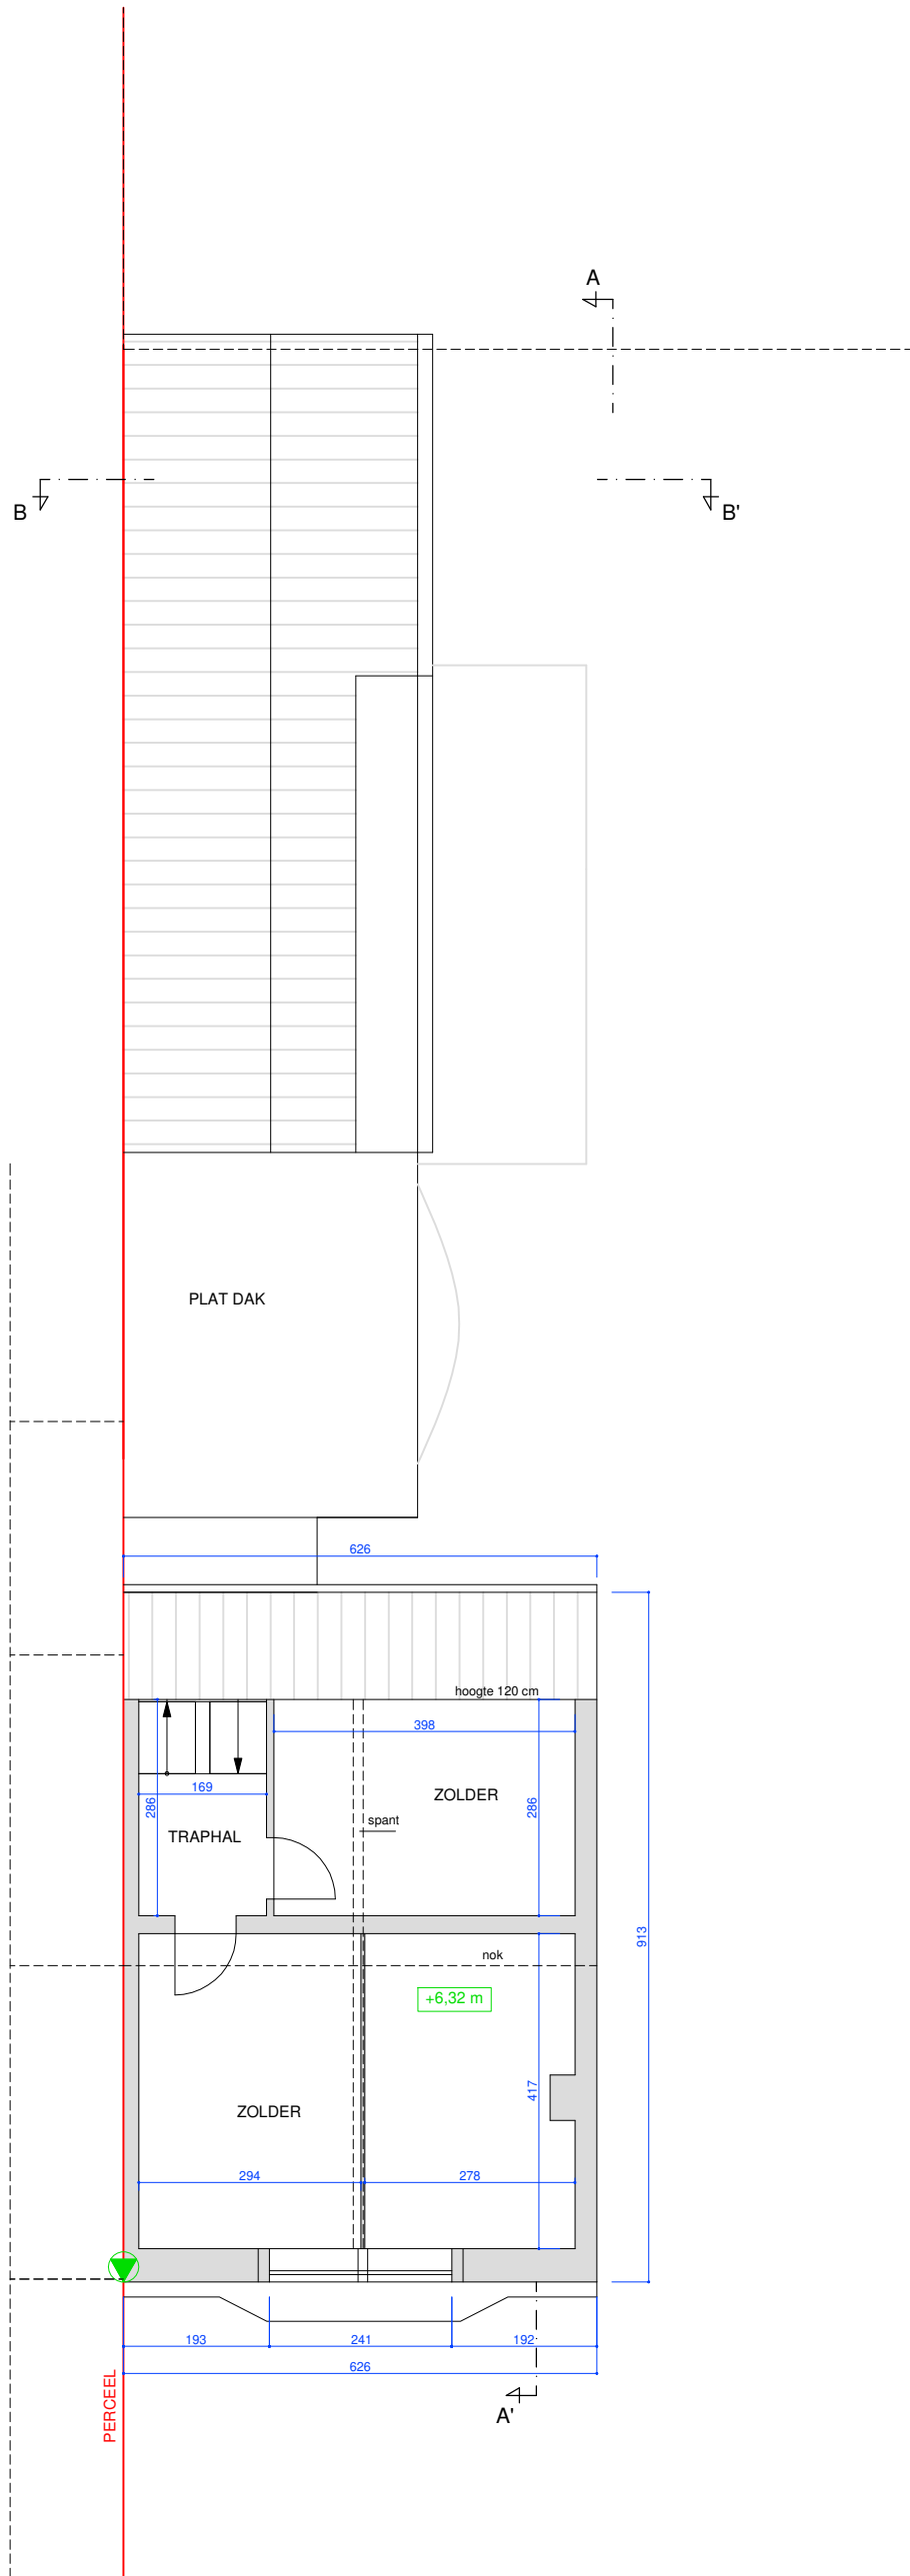 A
B
B'
PLAT DAK
626
hoogte 120 cm
398
169
286
286
ZOLDER
spant
TRAPHAL
913
nok
+6,32 m
417
ZOLDER
294
278
193
241
192
626
PERCEEL
A'